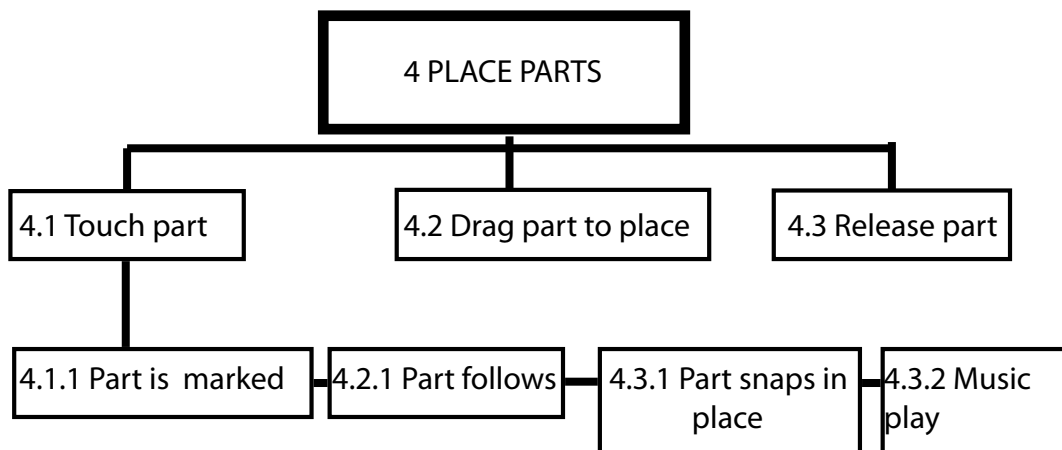 4 PLACE PARTS
4.1 Touch part
4.2 Drag part to place
4.3 Release part
4.1.1 Part is  marked
4.2.1 Part follows
4.3.1 Part snaps in
place
4.3.2 Music
play